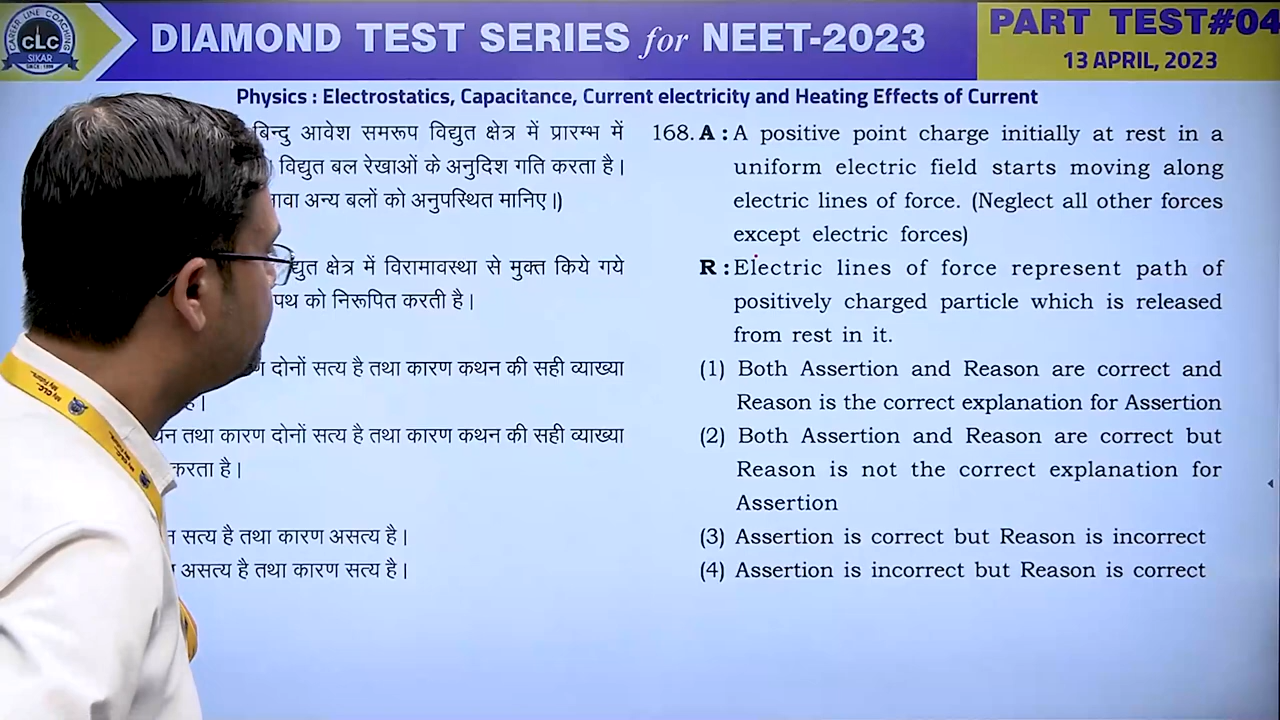 CAREER LINE COACHING
CLC
SIKAR
SINCE : 1996
DIAMOND TEST SERIES for NEET-2023
PART TEST#04
13 APRIL, 2023
Physics : Electrostatics, Capacitance, Current electricity and Heating Effects of Current
बिन्दु आवेश समरूप विद्युत क्षेत्र में प्रारम्भ में
विद्युत बल रेखाओं के अनुदिश गति करता है।
अन्य बलों को अनुपस्थित मानिए।)
क्षेत्र में विरामावस्था से मुक्त किये गये
पथ को निरूपित करती है।
दोनों सत्य है तथा कारण कथन की सही व्याख्या
है।
तथा कारण दोनों सत्य है तथा कारण कथन की सही व्याख्या
करता है।
सत्य है तथा कारण असत्य है।
असत्य है तथा कारण सत्य है।
168. A : A positive point charge initially at rest in a
uniform electric field starts moving along
electric lines of force. (Neglect all other forces
except electric forces)
R : Electric lines of force represent path of
positively charged particle which is released
from rest in it.
(1) Both Assertion and Reason are correct and
Reason is the correct explanation for Assertion
(2) Both Assertion and Reason are correct but
Reason is not the correct explanation for
Assertion
(3) Assertion is correct but Reason is incorrect
(4) Assertion is incorrect but Reason is correct